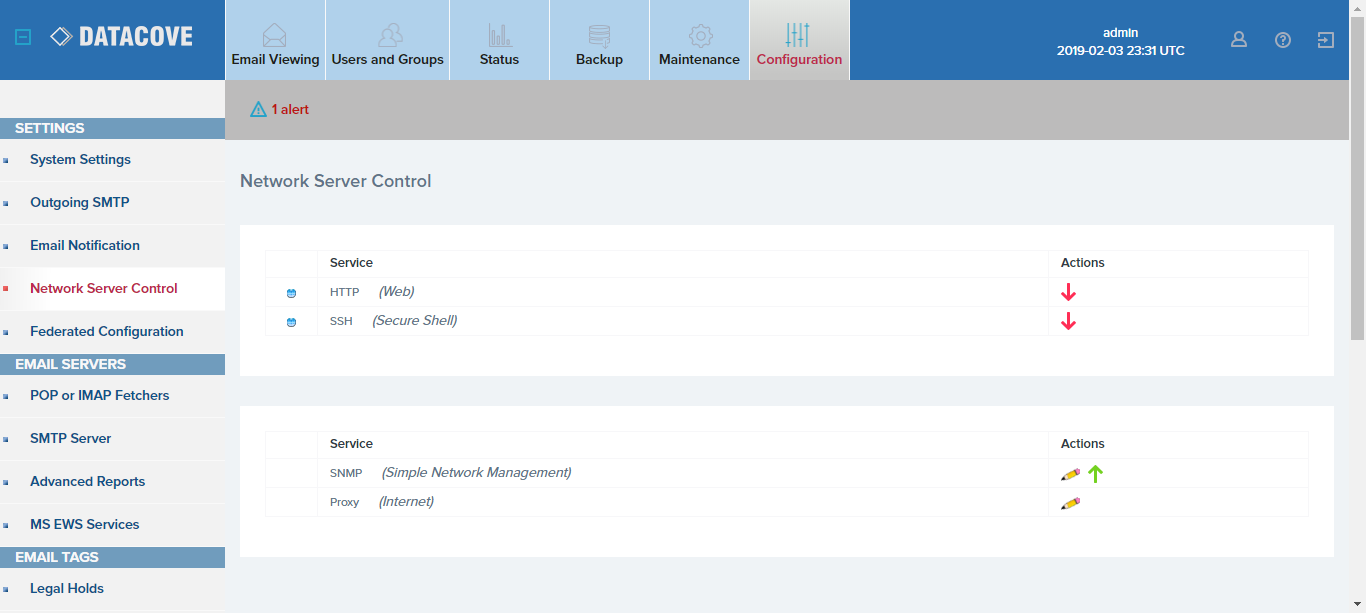 DATACOVE
Email Viewing
Users and Groups
Status
Backup
Maintenance
Configuration
admin
2019-02-03 23:31 UTC
1 alert
SETTINGS
System Settings
Outgoing SMTP
Email Notification
Network Server Control
Federated Configuration
EMAIL SERVERS
POP or IMAP Fetchers
SMTP Server
Advanced Reports
MS EWS Services
EMAIL TAGS
Legal Holds
Network Server Control
Service Actions
HTTP (Web)
SSH (Secure Shell)
Service Actions
SNMP (Simple Network Management)
Proxy (Internet)